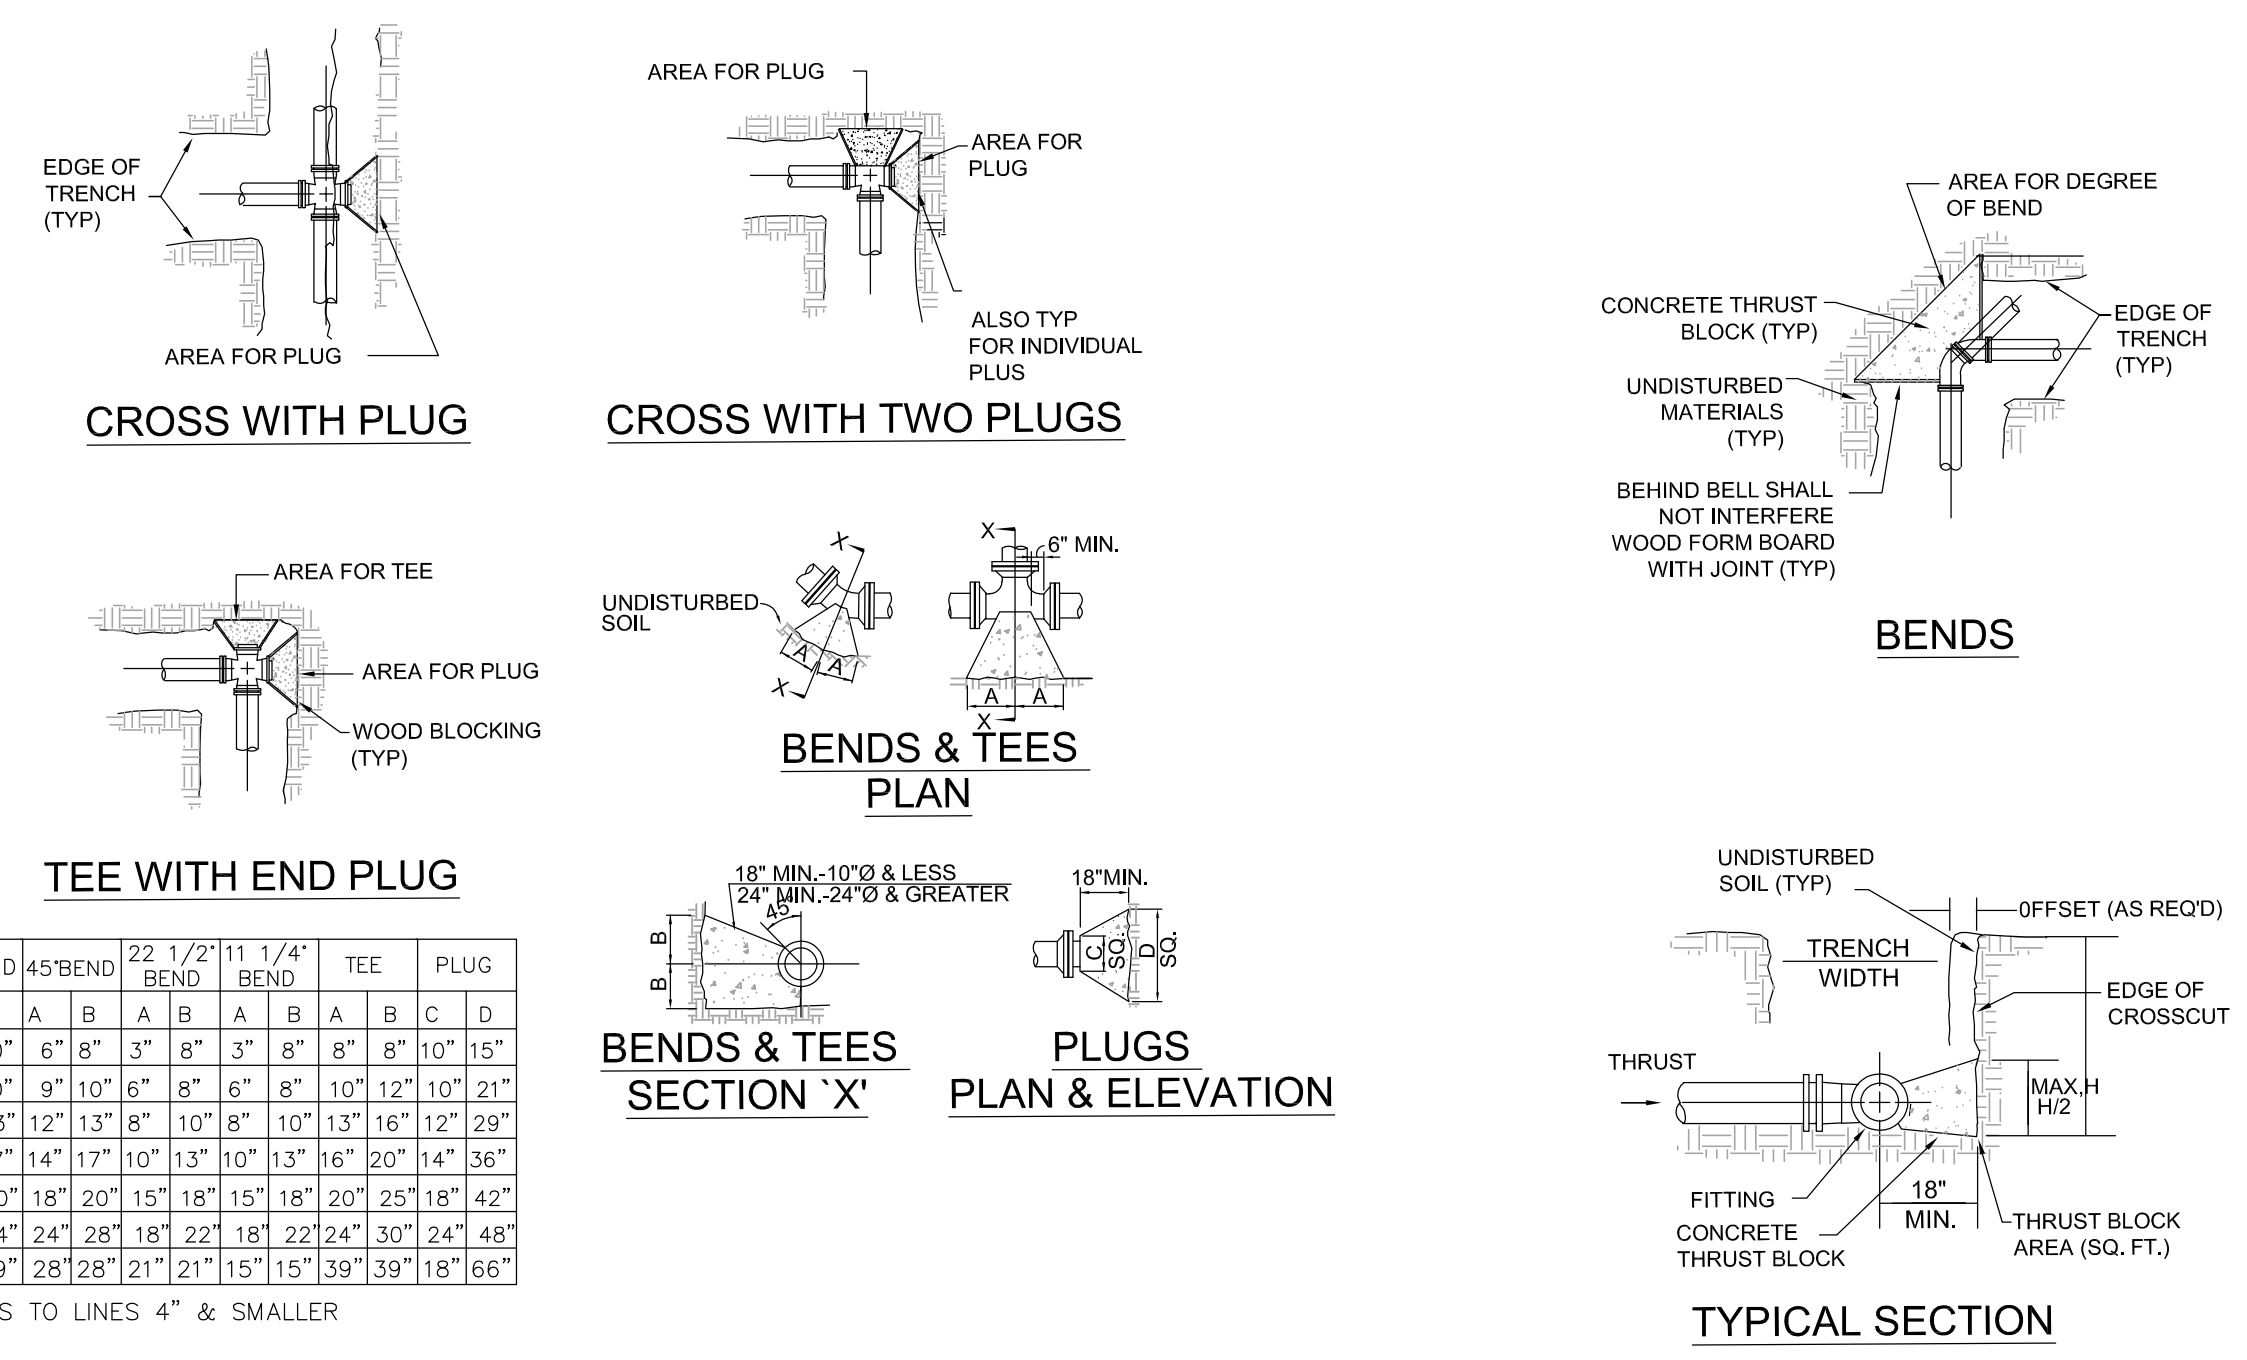 AREA FOR PLUG
EDGE OF
TRENCH
(TYP)
AREA FOR PLUG
CROSS WITH PLUG
AREA FOR
PLUG
ALSO TYP
FOR INDIVIDUAL
PLUS
CROSS WITH TWO PLUGS
AREA FOR DEGREE
OF BEND
CONCRETE THRUST
BLOCK (TYP)
UNDISTURBED
MATERIALS
(TYP)
EDGE OF
TRENCH
(TYP)
BEHIND BELL SHALL
NOT INTERFERE
WOOD FORM BOARD
WITH JOINT (TYP)
BENDS
AREA FOR TEE
AREA FOR PLUG
WOOD BLOCKING
(TYP)
TEE WITH END PLUG
X
X
6" MIN.
UNDISTURBED
SOIL
A
A
X
A
A
X
BENDS & TEES
PLAN
18" MIN.-10"Ø & LESS
24" MIN.-24"Ø & GREATER
45°
B
B
BENDS & TEES
SECTION `X'
18"MIN.
C
SQ.
D
SQ.
PLUGS
PLAN & ELEVATION
UNDISTURBED
SOIL (TYP)
0FFSET (AS REQ'D)
TRENCH
WIDTH
EDGE OF
CROSSCUT
THRUST
MAX,H
H/2
FITTING
18"
MIN.
CONCRETE
THRUST BLOCK
THRUST BLOCK
AREA (SQ. FT.)
TYPICAL SECTION
D 45°BEND 22 1/2° BEND 11 1/4° BEND TEE PLUG
A B A B A B A B C D
6” 8” 3” 8” 3” 8” 8” 8” 10” 15”
9” 10” 6” 8” 6” 8” 10” 12” 10” 21”
12” 13” 8” 10” 8” 10” 13” 16” 12” 29”
14” 17” 10” 13” 10” 13” 16” 20” 14” 36”
18” 20” 15” 18” 15” 18” 20” 25” 18” 42”
24” 28” 18” 22” 18” 22” 24” 30” 24” 48”
28” 28” 21” 21” 15” 15” 39” 39” 18” 66”
S TO LINES 4” & SMALLER